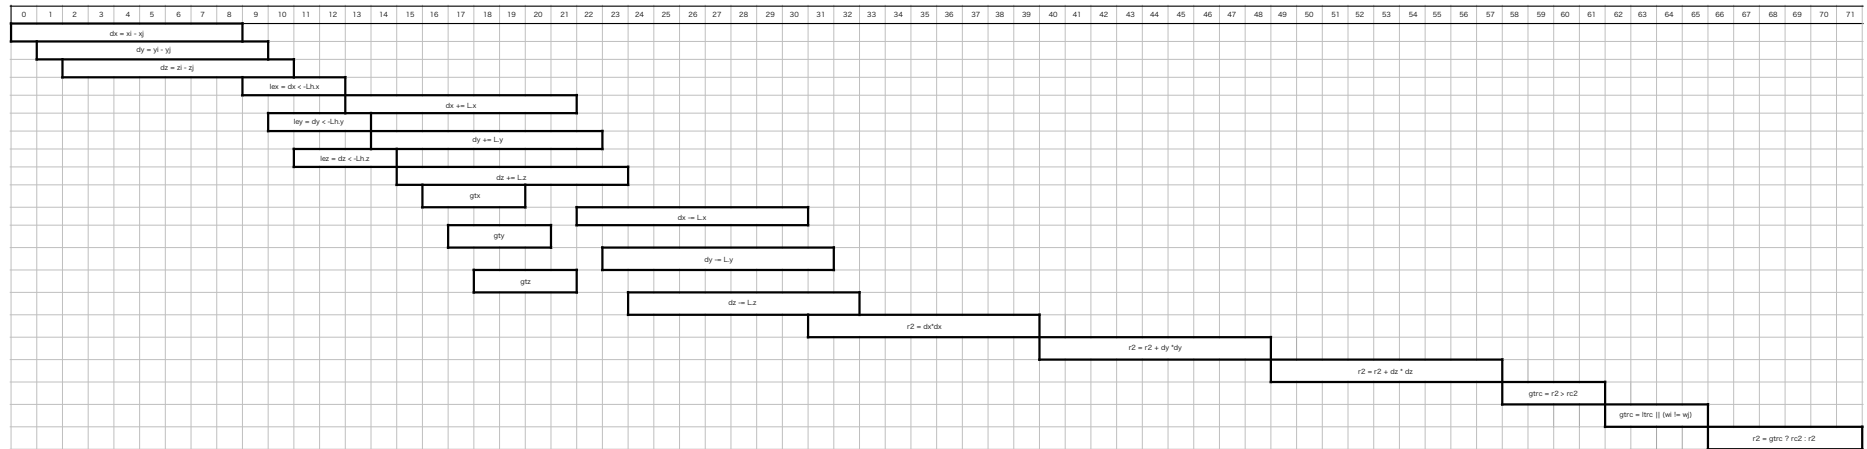 0 1 2 3 4 5 6 7 8 9 10 11 12 13 14 15 16 17 18 19 20 21 22 23 24 25 26 27 28 29 30 31 32 33 34 35 36 37 38 39 40 41 42 43 44 45 46 47 48 49 50 51 52 53 54 55 56 57 58 59 60 61 62 63 64 65 66 67 68 69 70 71
dx = xi - xj
dy = yi - yj
dz = zi - zj
lex = dx < -Lh.x
dx += L.x
ley = dy < -Lh.y
dy += L.y
lez = dz < -Lh.z
dz += L.z
gtx
dx -= L.x
gty
dy -= L.y
gtz
dz -= L.z
r2 = dx*dx
r2 = r2 + dy *dy
r2 = r2 + dz * dz
gtrc = r2 > rc2
gtrc = ltrc || (wi != wj)
r2 = gtrc ? rc2 : r2